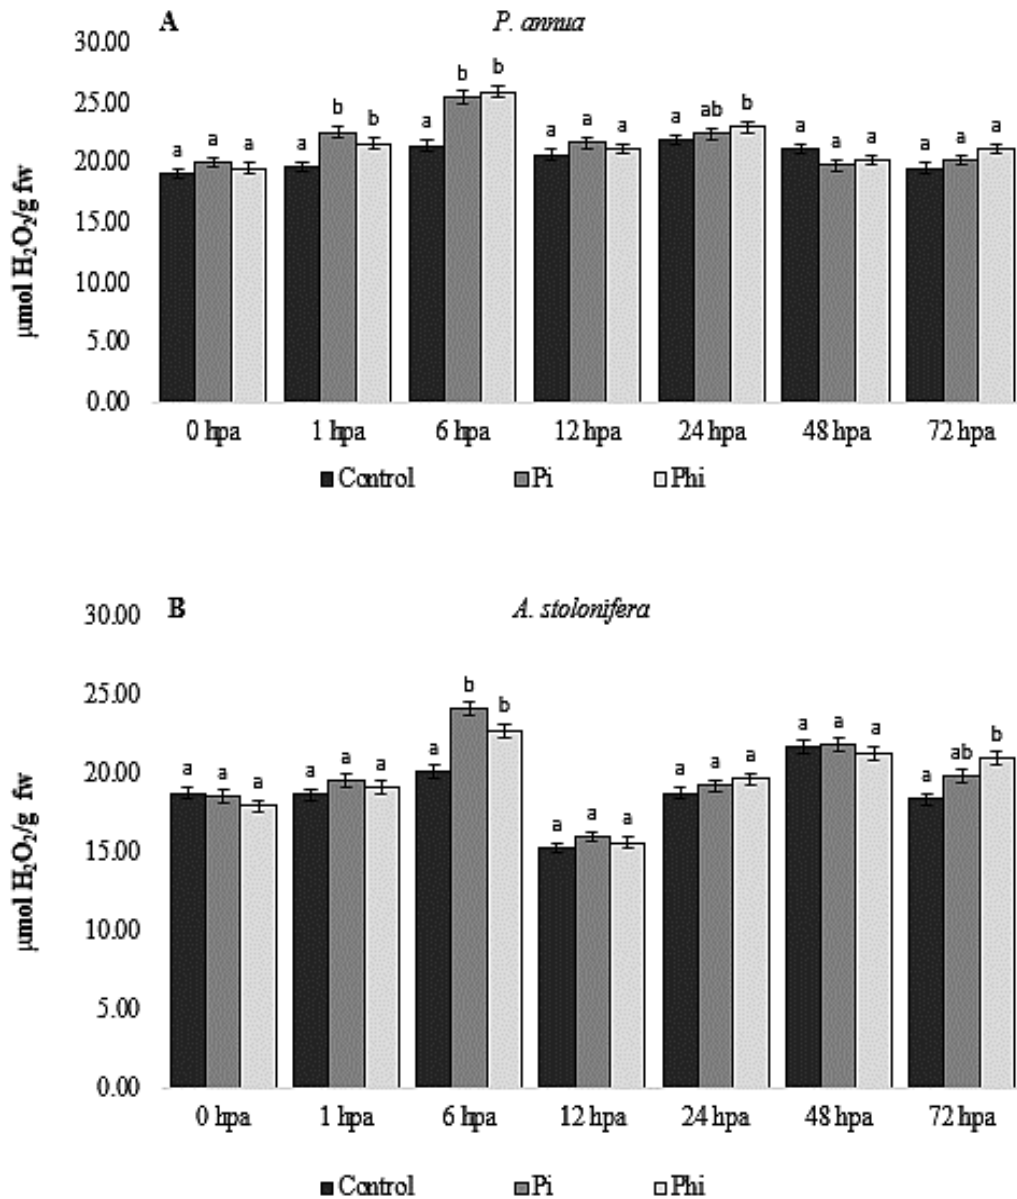 A P. annua
30.00
25.00
20.00
15.00
10.00
5.00
0.00
μmol H₂O₂/g fw
a a a a b b a b b a a a a ab b a a a a a a
0 hpa 1 hpa 6 hpa 12 hpa 24 hpa 48 hpa 72 hpa
Control Pi Phi
B A. stolonifera
30.00
25.00
20.00
15.00
10.00
5.00
0.00
μmol H₂O₂/g fw
a a a a a a a b b a a a a a a a a a a ab b
0 hpa 1 hpa 6 hpa 12 hpa 24 hpa 48 hpa 72 hpa
Control Pi Phi